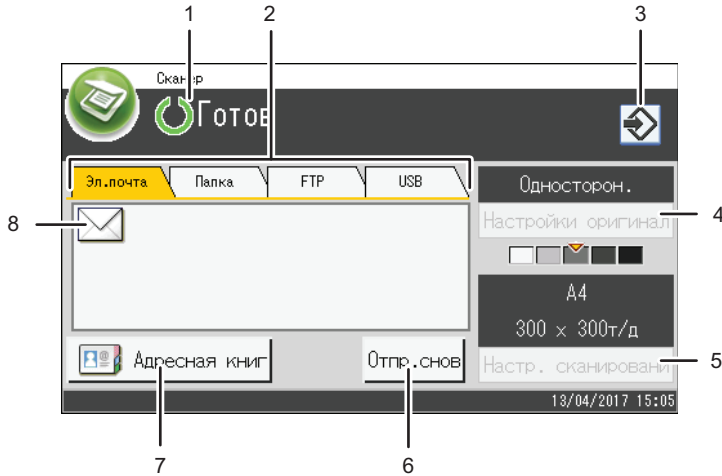 1 2 3
Сканер
Готов
Эл.почта Папка FTP USB
Односторон.
8
Настройки оригинал 4
A4
300 × 300т/д
Адресная книг Отпр.снов
Настр. сканировани 5
13/04/2017 15:05
7 6